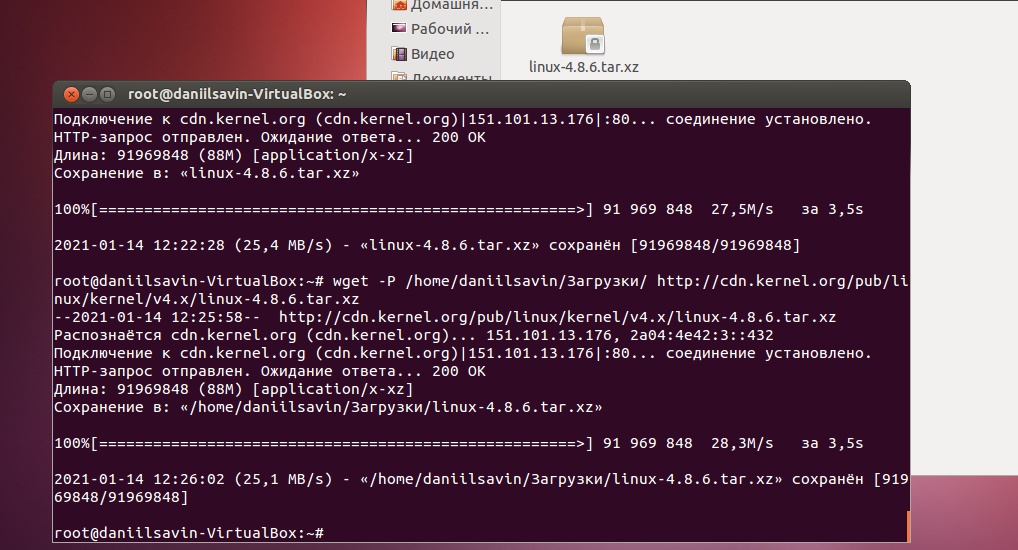 Домашня...
Рабочий ...
Видео
Документы
linux-4.8.6.tar.xz
root@daniilsavin-VirtualBox: ~
Подключение к cdn.kernel.org (cdn.kernel.org)|151.101.13.176|:80... соединение установлено.
HTTP-запрос отправлен. Ожидание ответа... 200 OK
Длина: 91969848 (88M) [application/x-xz]
Сохранение в: «linux-4.8.6.tar.xz»
100%[=====================================================>] 91 969 848  27,5M/s   за 3,5s
2021-01-14 12:22:28 (25,4 MB/s) - «linux-4.8.6.tar.xz» сохранён [91969848/91969848]
root@daniilsavin-VirtualBox:~# wget -P /home/daniilsavin/Загрузки/ http://cdn.kernel.org/pub/li
nux/kernel/v4.x/linux-4.8.6.tar.xz
--2021-01-14 12:25:58--  http://cdn.kernel.org/pub/linux/kernel/v4.x/linux-4.8.6.tar.xz
Распознаётся cdn.kernel.org (cdn.kernel.org)... 151.101.13.176, 2a04:4e42:3::432
Подключение к cdn.kernel.org (cdn.kernel.org)|151.101.13.176|:80... соединение установлено.
HTTP-запрос отправлен. Ожидание ответа... 200 OK
Длина: 91969848 (88M) [application/x-xz]
Сохранение в: «/home/daniilsavin/Загрузки/linux-4.8.6.tar.xz»
100%[=====================================================>] 91 969 848  28,3M/s   за 3,5s
2021-01-14 12:26:02 (25,1 MB/s) - «/home/daniilsavin/Загрузки/linux-4.8.6.tar.xz» сохранён [919
69848/91969848]
root@daniilsavin-VirtualBox:~#